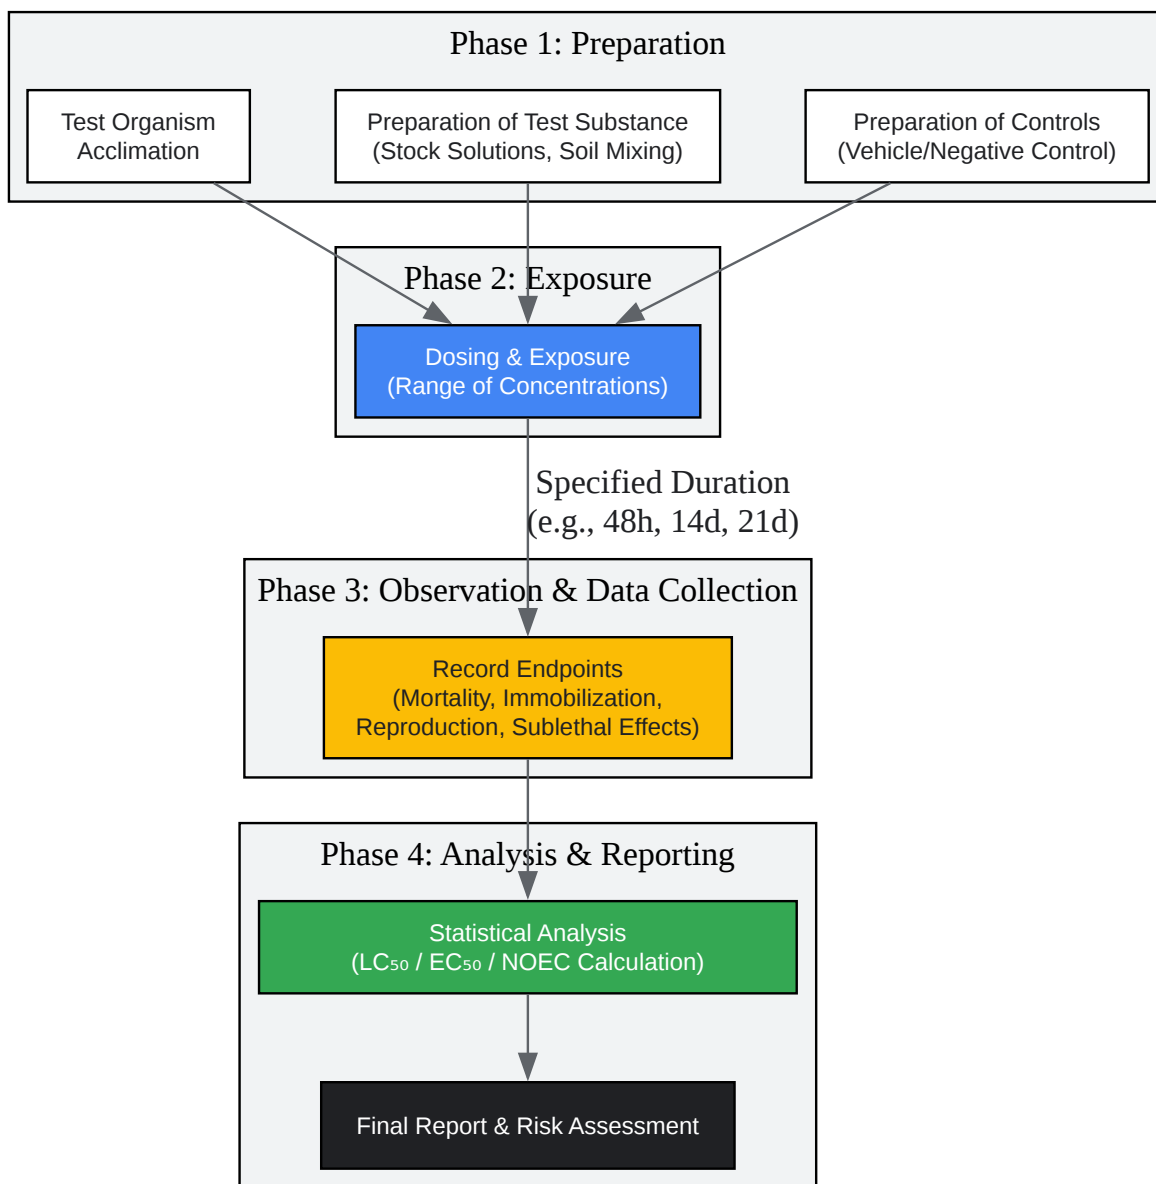 Phase 1: Preparation
Test Organism
Acclimation
Preparation of Test Substance
(Stock Solutions, Soil Mixing)
Preparation of Controls
(Vehicle/Negative Control)
Phase 2: Exposure
Dosing & Exposure
(Range of Concentrations)
Specified Duration
(e.g., 48h, 14d, 21d)
Phase 3: Observation & Data Collection
Record Endpoints
(Mortality, Immobilization,
Reproduction, Sublethal Effects)
Phase 4: Analysis & Reporting
Statistical Analysis
(LC₅₀ / EC₅₀ / NOEC Calculation)
Final Report & Risk Assessment